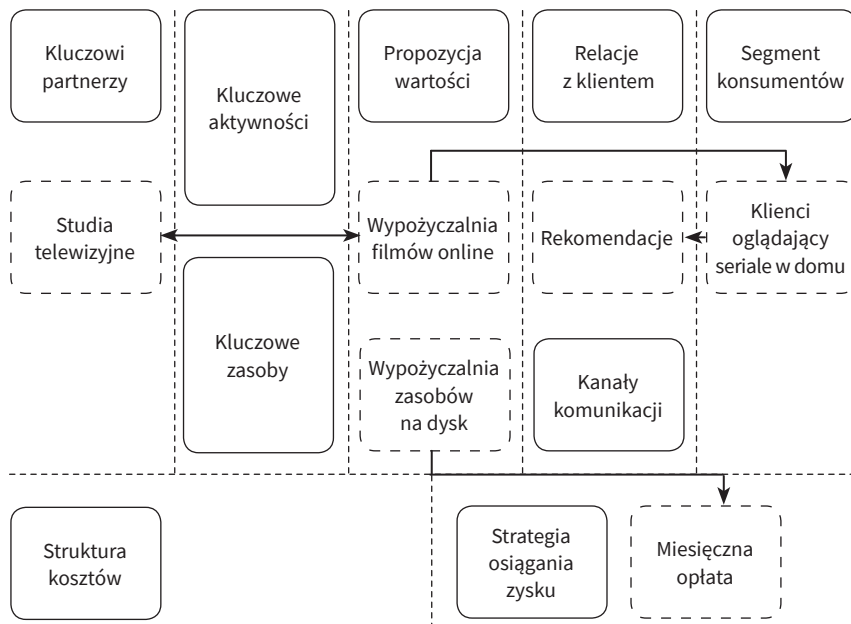 Kluczowi
partnerzy
Kluczowe
aktywności
Propozycja
wartości
Relacje
z klientem
Segment
konsumentów
Studia
telewizyjne
Wypożyczalnia
filmów online
Rekomendacje
Klienci
oglądający
seriale w domu
Kluczowe
zasoby
Wypożyczalnia
zasobów
na dysk
Kanały
komunikacji
Struktura
kosztów
Strategia
osiągania
zysku
Miesięczna
opłata